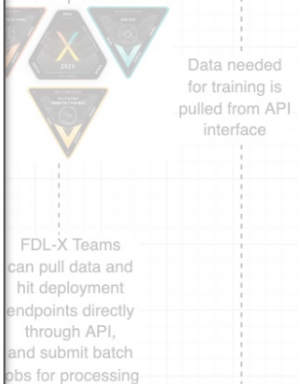 X
2023
Data needed
for training is
pulled from API
interface
FDL-X Teams
can pull data and
hit deployment
endpoints directly
through API,
and submit batch
obs for processing